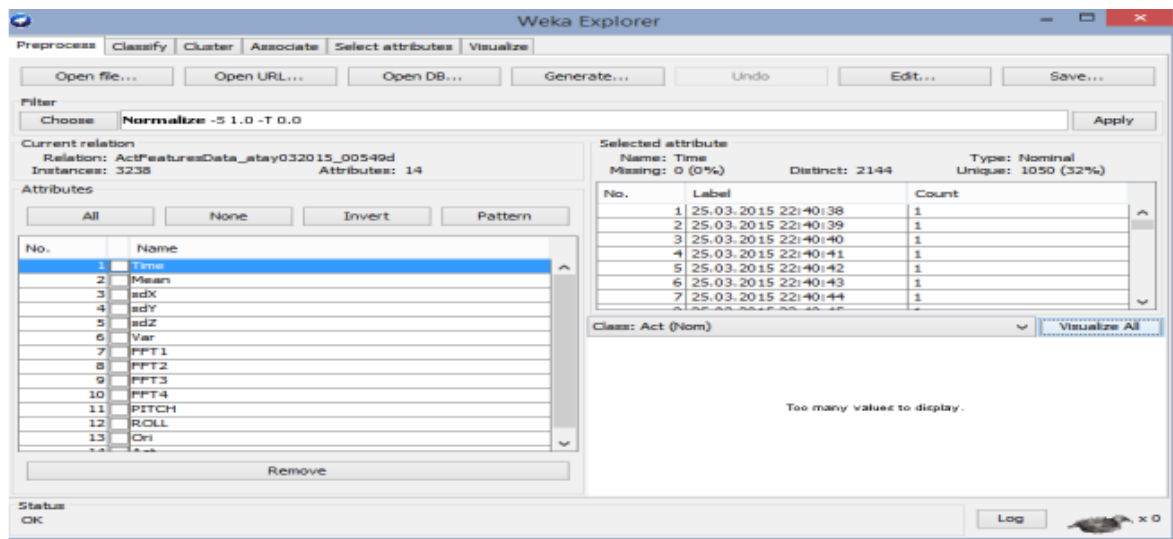 Weka Explorer
Preprocess Classify Cluster Associate Select attributes Visualize
Open file... Open URL... Open DB... Generate... Undo Edit... Save...
Filter
Choose Normalize -S 1.0 -T 0.0 Apply
Current relation
Relation: ActFeaturesData_atay032015_00549d
Instances: 3238 Attributes: 14
Attributes
All None Invert Pattern
No. Name
1 Time
2 Mean
3 sdX
4 sdY
5 sdZ
6 Var
7 FFT1
8 FFT2
9 FFT3
10 FFT4
11 PITCH
12 ROLL
13 Ori
14 Act
Remove
Selected attribute
Name: Time Type: Nominal
Missing: 0 (0%) Distinct: 2144 Unique: 1050 (32%)
No. Label Count
1 25.03.2015 22:40:38 1
2 25.03.2015 22:40:39 1
3 25.03.2015 22:40:40 1
4 25.03.2015 22:40:41 1
5 25.03.2015 22:40:42 1
6 25.03.2015 22:40:43 1
7 25.03.2015 22:40:44 1
Class: Act (Nom) Visualize All
Too many values to display.
Status
OK
Log x 0